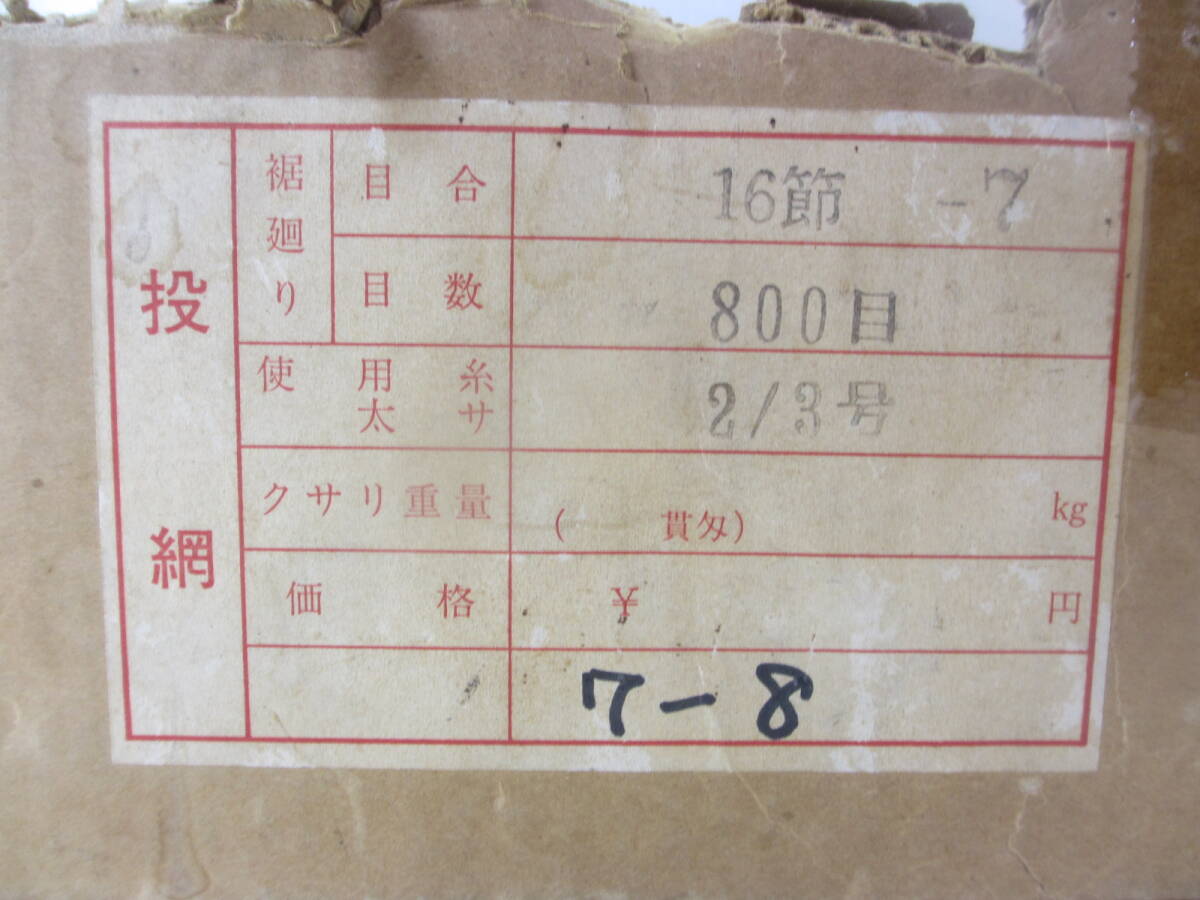 投網
裾廻り
目合 16節 -7
目数 800目
使用糸
太サ 2/3号
クサリ重量 (貫匁) kg
価格 ¥ 円
7-8